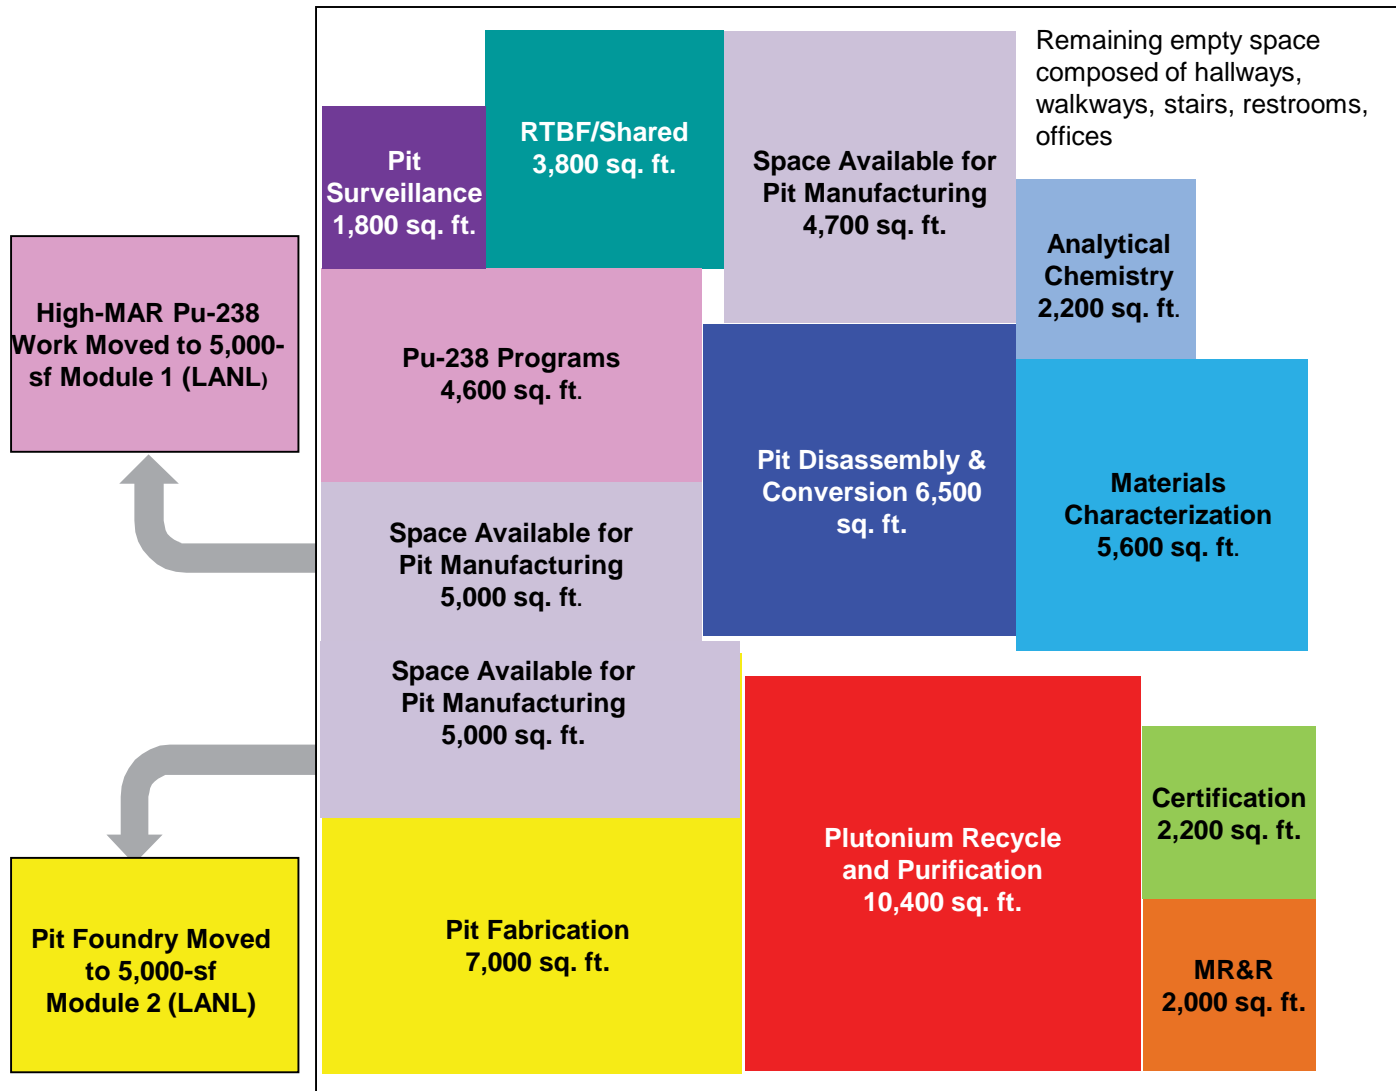 Remaining empty space
composed of hallways,
walkways, stairs, restrooms,
offices
RTBF/Shared
3,800 sq. ft.
Pit
Surveillance
1,800 sq. ft.
Space Available for
Pit Manufacturing
4,700 sq. ft.
Analytical
Chemistry
2,200 sq. ft.
High-MAR Pu-238
Work Moved to 5,000-
sf Module 1 (LANL)
Pu-238 Programs
4,600 sq. ft.
Pit Disassembly &
Conversion 6,500
sq. ft.
Materials
Characterization
5,600 sq. ft.
Space Available for
Pit Manufacturing
5,000 sq. ft.
Space Available for
Pit Manufacturing
5,000 sq. ft.
Certification
2,200 sq. ft.
Plutonium Recycle
and Purification
10,400 sq. ft.
Pit Foundry Moved
to 5,000-sf
Module 2 (LANL)
Pit Fabrication
7,000 sq. ft.
MR&R
2,000 sq. ft.